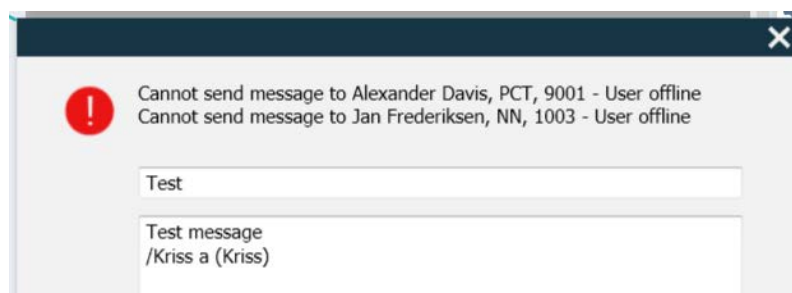 Cannot send message to Alexander Davis, PCT, 9001 - User offline
Cannot send message to Jan Frederiksen, NN, 1003 - User offline
Test
Test message
/Kriss a (Kriss)